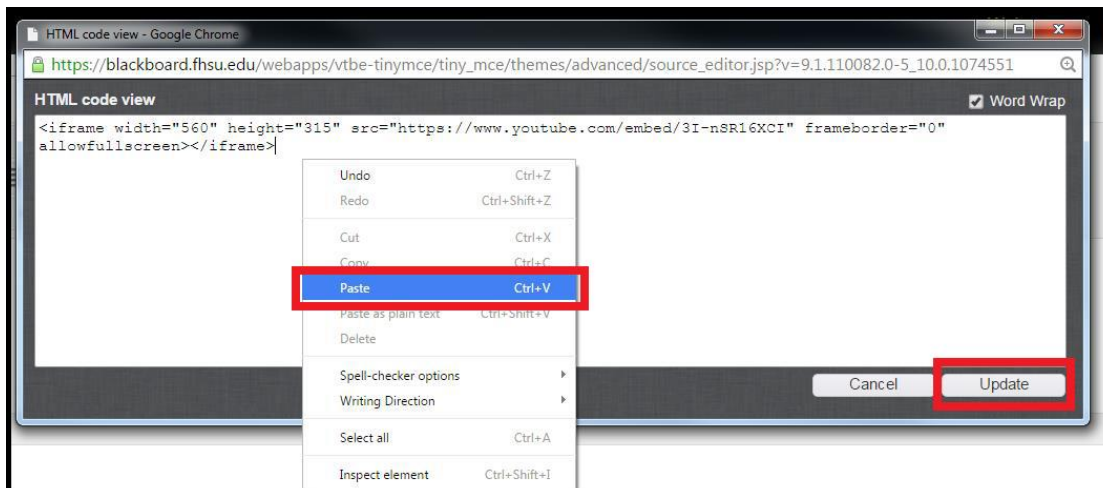 HTML code view - Google Chrome
https://blackboard.fhsu.edu/webapps/vtbe-tinymce/tiny_mce/themes/advanced/source_editor.jsp?v=9.1.110082.0-5_10.0.1074551
HTML code view
Word Wrap
<iframe width="560" height="315" src="https://www.youtube.com/embed/3I-nSR16XCI" frameborder="0"
allowfullscreen></iframe>
Undo Ctrl+Z
Redo Ctrl+Shift+Z
Cut Ctrl+X
Copy Ctrl+C
Paste Ctrl+V
Paste as plain text Ctrl+Shift+V
Delete
Spell-checker options
Writing Direction
Select all Ctrl+A
Inspect element Ctrl+Shift+I
Cancel Update